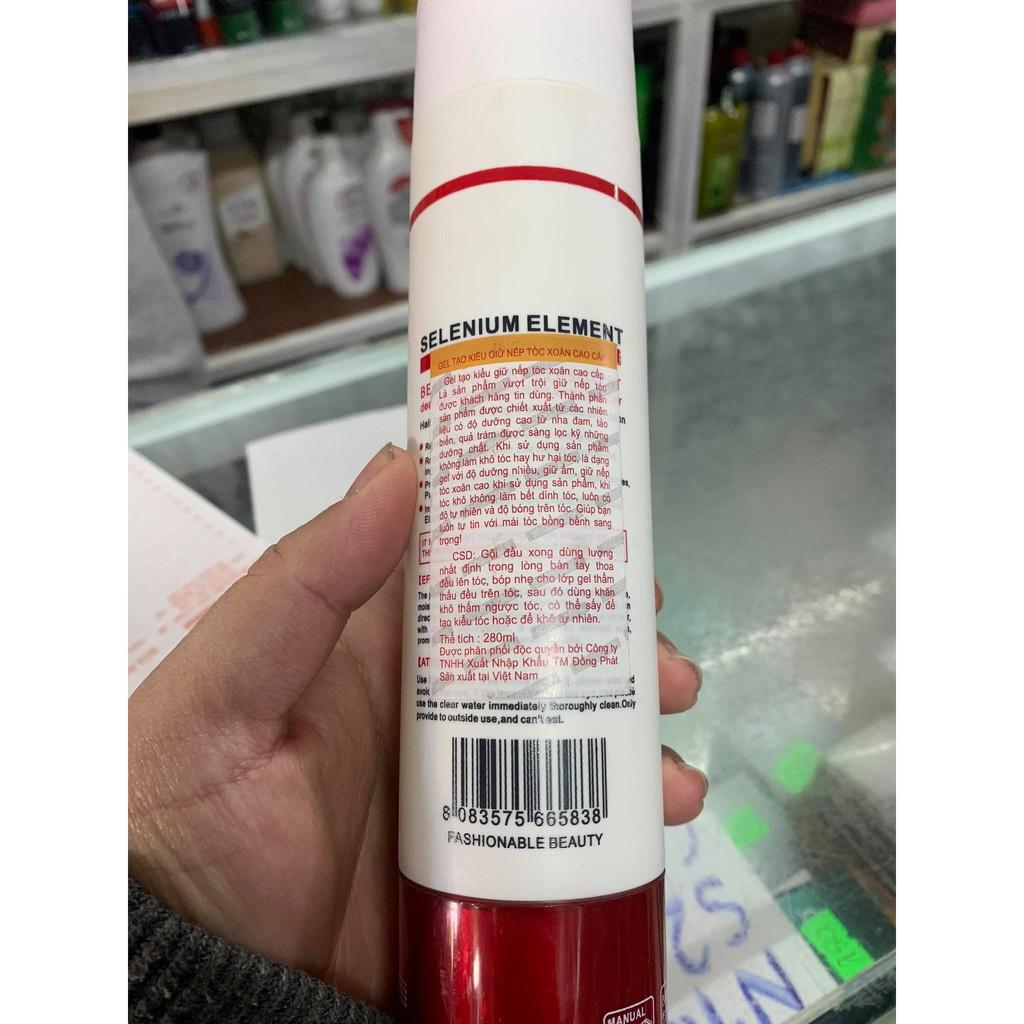 SELENIUM ELEMENT
GEL TẠO KIỂU GIỮ NẾP TÓC XOĂN CAO CẤP
Gel tạo kiểu giữ nếp tóc xoăn cao cấp.
Là sản phẩm vượt trội giữ nếp tóc
được khách hàng tin dùng. Thành phần
sản phẩm được chiết xuất từ các nhiên
liệu có độ dưỡng cao từ nha đam, tảo
biển, quả trám được sàng lọc kỹ những
dưỡng chất. Khi sử dụng sản phẩm
không làm khô tóc hay hư hại tóc, là dạng
gel với độ dưỡng nhiều, giữ ẩm, giữ nếp
tóc xoăn cao khi sử dụng sản phẩm, khi
tóc khô không làm bết dính tóc, luôn có
độ tự nhiên và độ bóng trên tóc. Giúp bạn
luôn tự tin với mái tóc bồng bềnh sang
trọng!
CSD: Gội đầu xong dùng lượng
nhất định trong lòng bàn tay thoa
đều lên tóc, bóp nhẹ cho lớp gel thẩm
thấu đều trên tóc, sau đó dùng khăn
khô thấm ngược tóc, có thể sấy để
tạo kiểu tóc hoặc để khô tự nhiên.
Thể tích : 280ml
Được phân phối độc quyền bởi Công ty
TNHH Xuất Nhập Khẩu TM Đồng Phát
Sản xuất tại Việt Nam
use the clear water immediately thoroughly clean.Only
provide to outside use,and can't eat.
8 083575 665838
FASHIONABLE BEAUTY
MANUAL